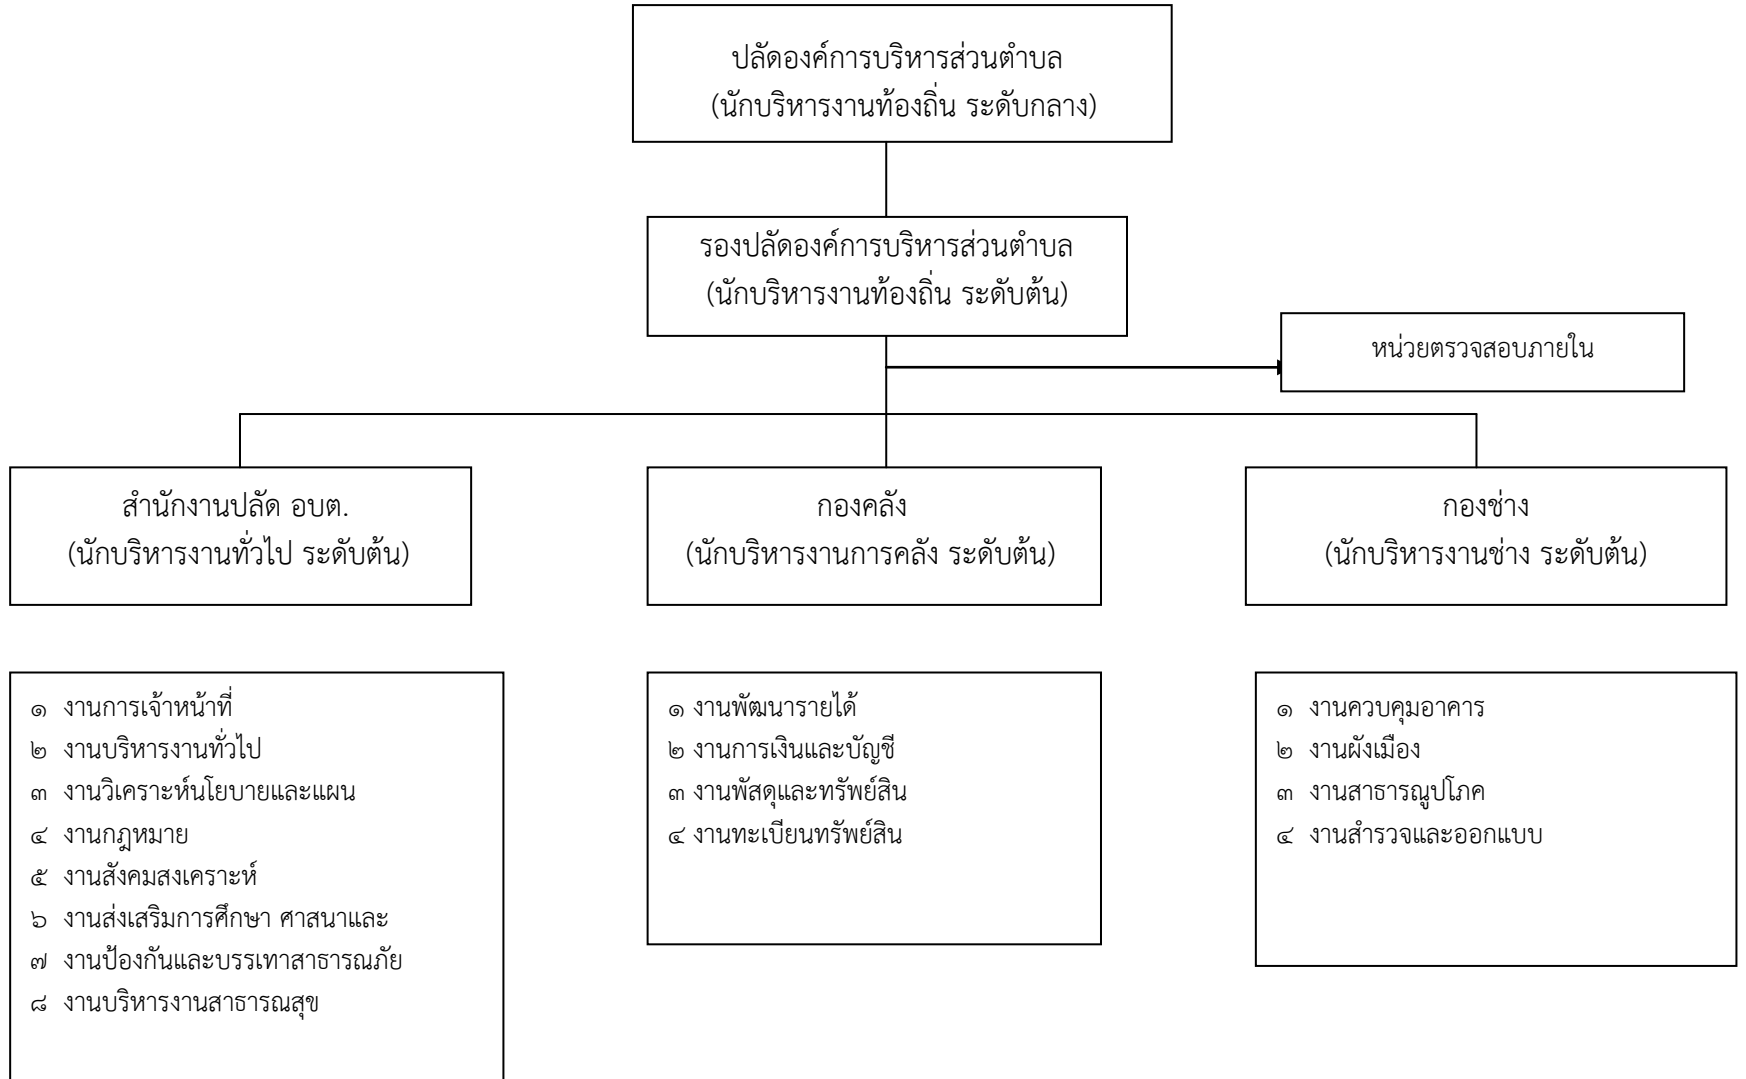 ปลัดองค์การบริหารส่วนตำบล
(นักบริหารงานท้องถิ่น ระดับกลาง)
รองปลัดองค์การบริหารส่วนตำบล
(นักบริหารงานท้องถิ่น ระดับต้น)
หน่วยตรวจสอบภายใน
สำนักงานปลัด อบต.
(นักบริหารงานทั่วไป ระดับต้น)
กองคลัง
(นักบริหารงานการคลัง ระดับต้น)
กองช่าง
(นักบริหารงานช่าง ระดับต้น)
๑ งานการเจ้าหน้าที่
๒ งานบริหารงานทั่วไป
๓ งานวิเคราะห์นโยบายและแผน
๔ งานกฎหมาย
๕ งานสังคมสงเคราะห์
๖ งานส่งเสริมการศึกษา ศาสนาและ
๗ งานป้องกันและบรรเทาสาธารณภัย
๘ งานบริหารงานสาธารณสุข
๑ งานพัฒนารายได้
๒ งานการเงินและบัญชี
๓ งานพัสดุและทรัพย์สิน
๔ งานทะเบียนทรัพย์สิน
๑ งานควบคุมอาคาร
๒ งานผังเมือง
๓ งานสาธารณูปโภค
๔ งานสำรวจและออกแบบ